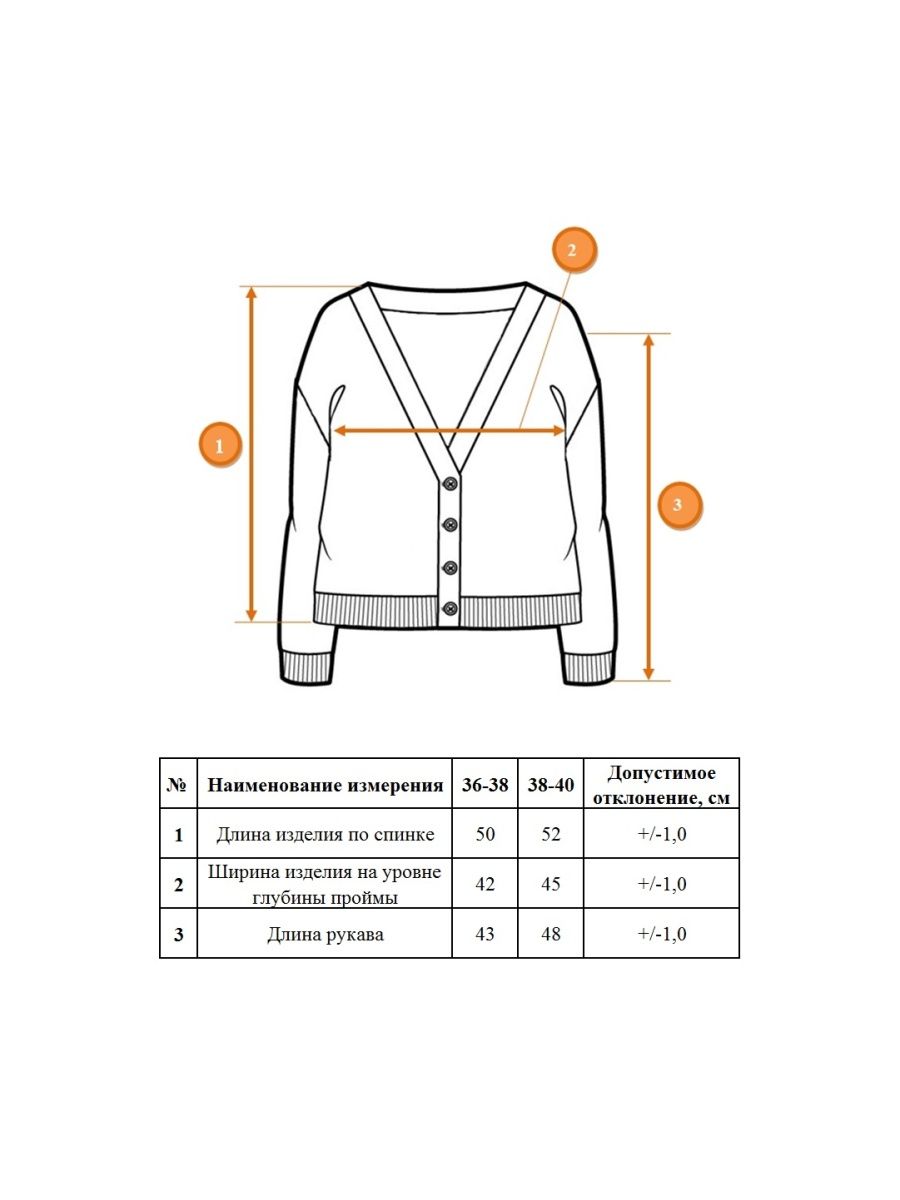 2
1
3
№ Наименование измерения 36-38 38-40 Допустимое
отклонение, см
1 Длина изделия по спинке 50 52 +/-1,0
2 Ширина изделия на уровне
глубины проймы 42 45 +/-1,0
3 Длина рукава 43 48 +/-1,0